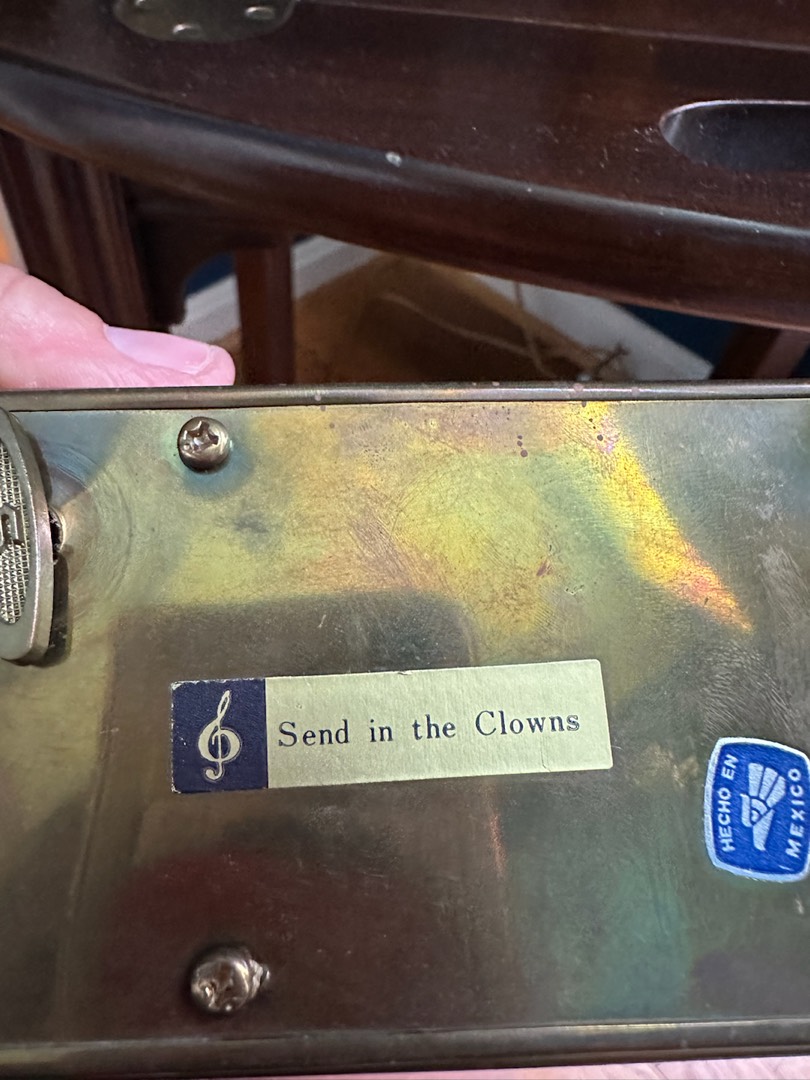 Send in the Clowns
HECHO EN
MEXICO